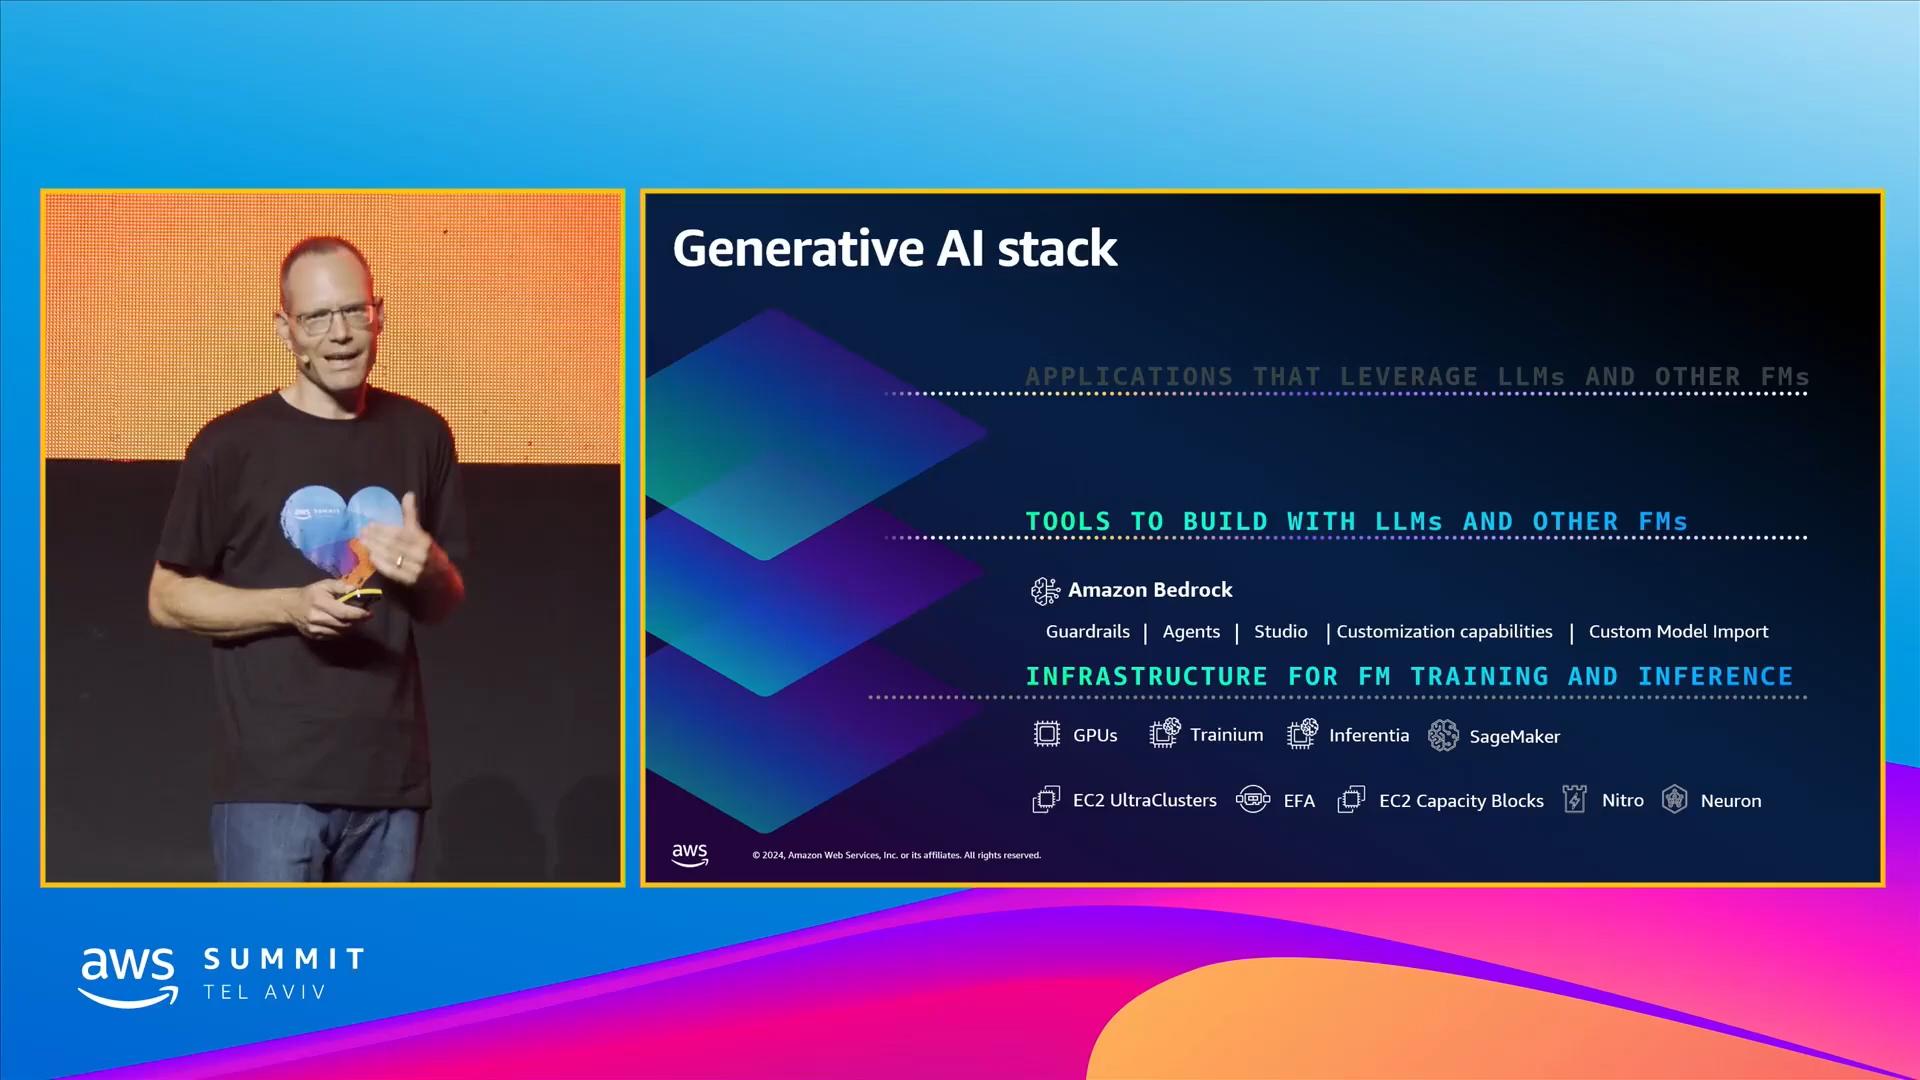 Generative AI stack
APPLICATIONS THAT LEVERAGE LLMs AND OTHER FMs
TOOLS TO BUILD WITH LLMs AND OTHER FMs
Amazon Bedrock
Guardrails | Agents | Studio | Customization capabilities | Custom Model Import
INFRASTRUCTURE FOR FM TRAINING AND INFERENCE
GPUs Trainium Inferentia SageMaker
EC2 UltraClusters EFA EC2 Capacity Blocks Nitro Neuron
aws
© 2024, Amazon Web Services, Inc. or its affiliates. All rights reserved.
aws SUMMIT
aws SUMMIT
TEL AVIV